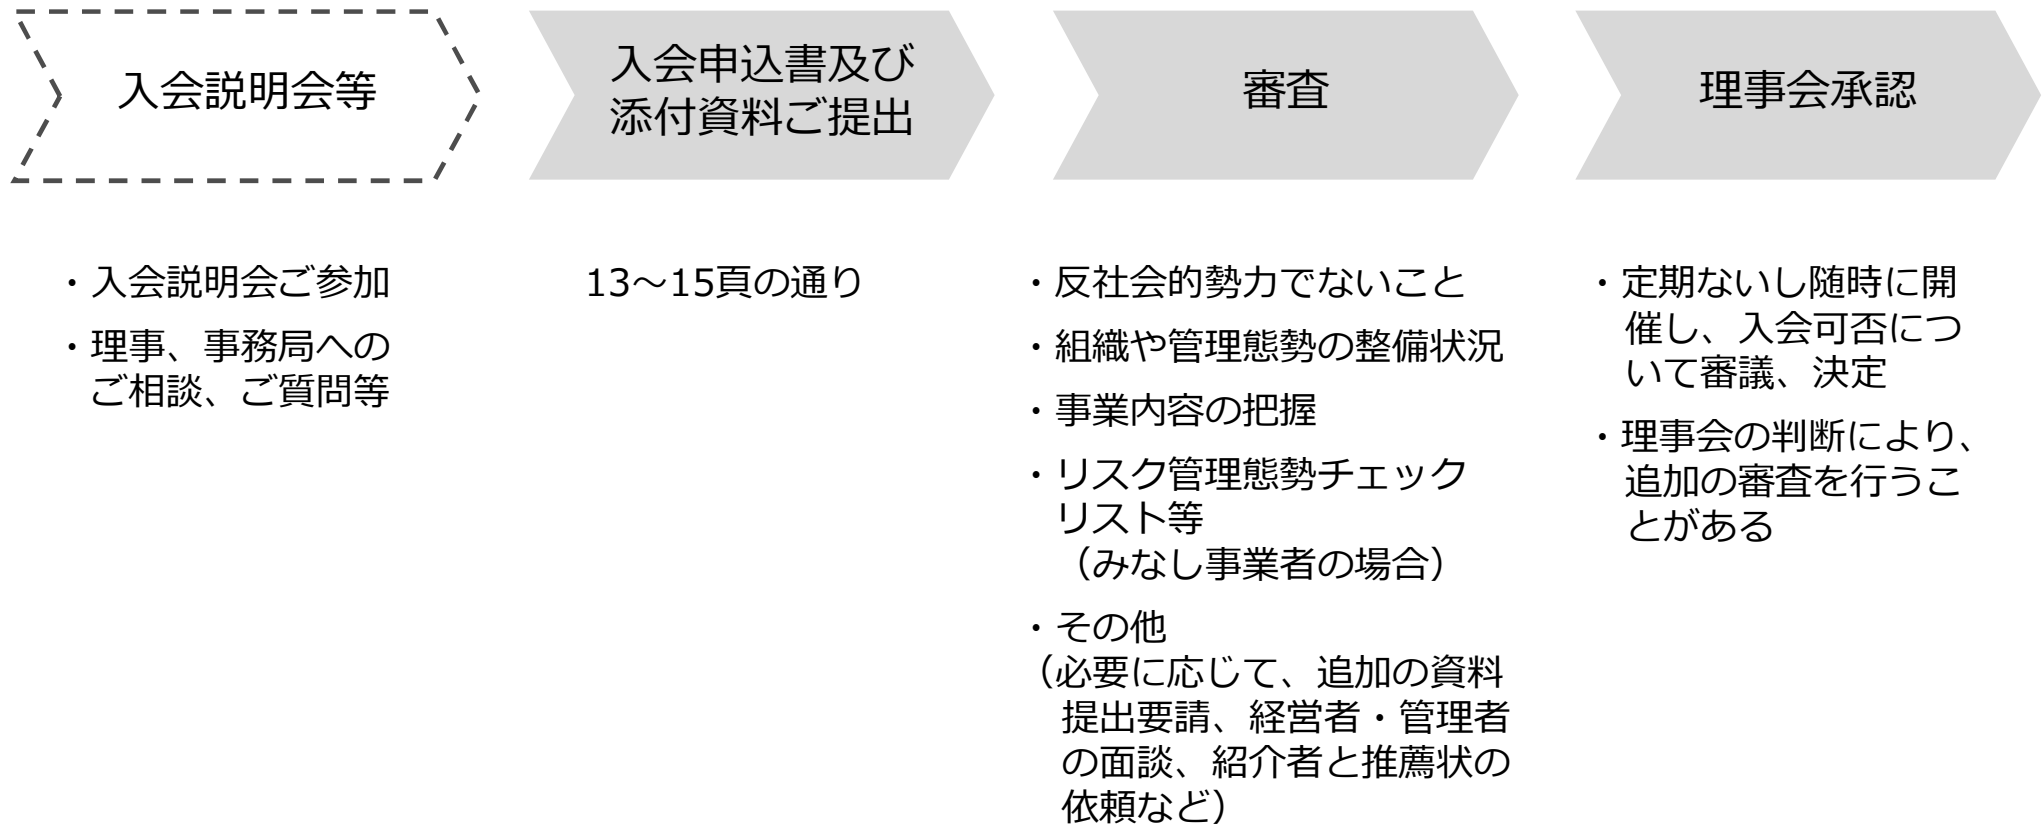 入会説明会等
入会申込書及び
添付資料ご提出
審査
理事会承認
・入会説明会ご参加
・理事、事務局への
ご相談、ご質問等
13～15頁の通り
・反社会的勢力でないこと
・組織や管理態勢の整備状況
・事業内容の把握
・リスク管理態勢チェック
リスト等
（みなし事業者の場合）
・その他
（必要に応じて、追加の資料
提出要請、経営者・管理者
の面談、紹介者と推薦状の
依頼など）
・定期ないし随時に開
催し、入会可否につ
いて審議、決定
・理事会の判断により、
追加の審査を行うこ
とがある